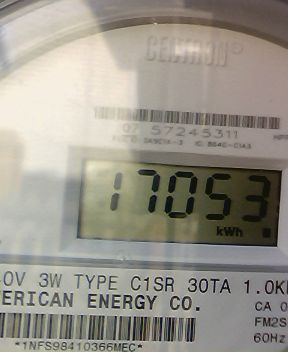 CENTRON®
07 57245311
17053
kWh
0V 3W TYPE C1SR 30TA 1.0K
ERICAN ENERGY CO.
CA 0
FM2S
60Hz
*1NFS98410366MEC*